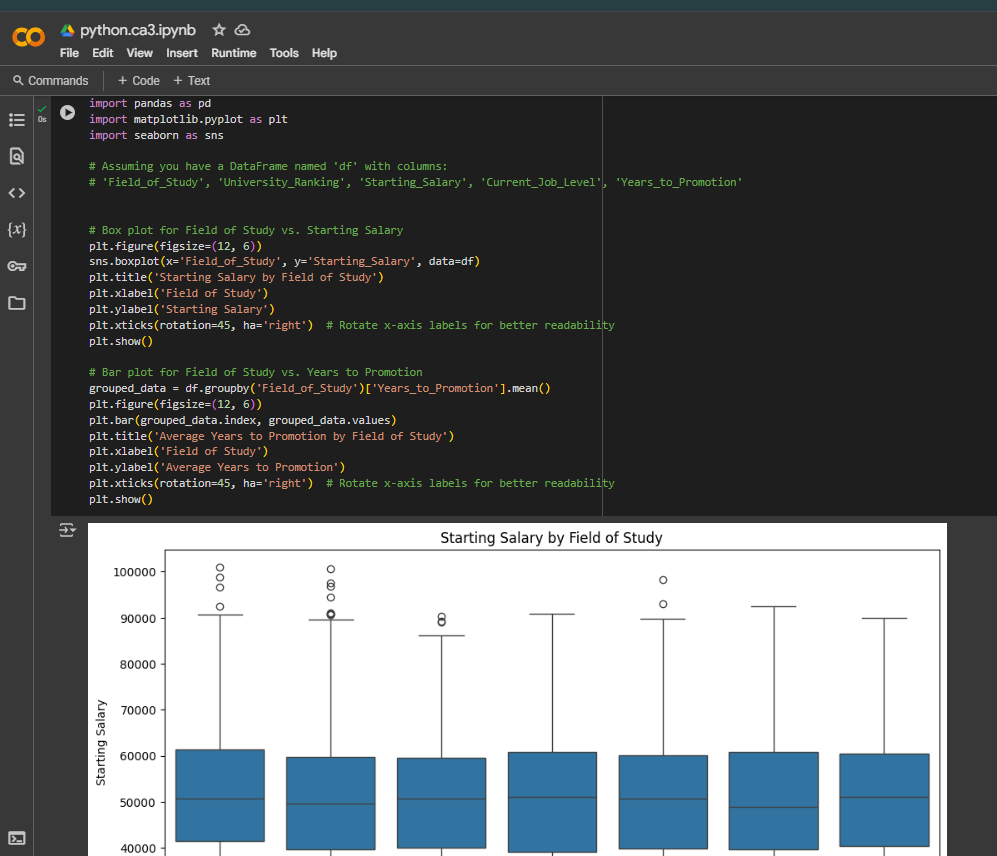 python.ca3.ipynb
File Edit View Insert Runtime Tools Help
Commands + Code + Text
0s
import pandas as pd
import matplotlib.pyplot as plt
import seaborn as sns
# Assuming you have a DataFrame named 'df' with columns:
# 'Field_of_Study', 'University_Ranking', 'Starting_Salary', 'Current_Job_Level', 'Years_to_Promotion'
# Box plot for Field of Study vs. Starting Salary
plt.figure(figsize=(12, 6))
sns.boxplot(x='Field_of_Study', y='Starting_Salary', data=df)
plt.title('Starting Salary by Field of Study')
plt.xlabel('Field of Study')
plt.ylabel('Starting Salary')
plt.xticks(rotation=45, ha='right')  # Rotate x-axis labels for better readability
plt.show()
# Bar plot for Field of Study vs. Years to Promotion
grouped_data = df.groupby('Field_of_Study')['Years_to_Promotion'].mean()
plt.figure(figsize=(12, 6))
plt.bar(grouped_data.index, grouped_data.values)
plt.title('Average Years to Promotion by Field of Study')
plt.xlabel('Field of Study')
plt.ylabel('Average Years to Promotion')
plt.xticks(rotation=45, ha='right')  # Rotate x-axis labels for better readability
plt.show()
Starting Salary by Field of Study
100000
90000
80000
70000
60000
50000
40000
Starting Salary